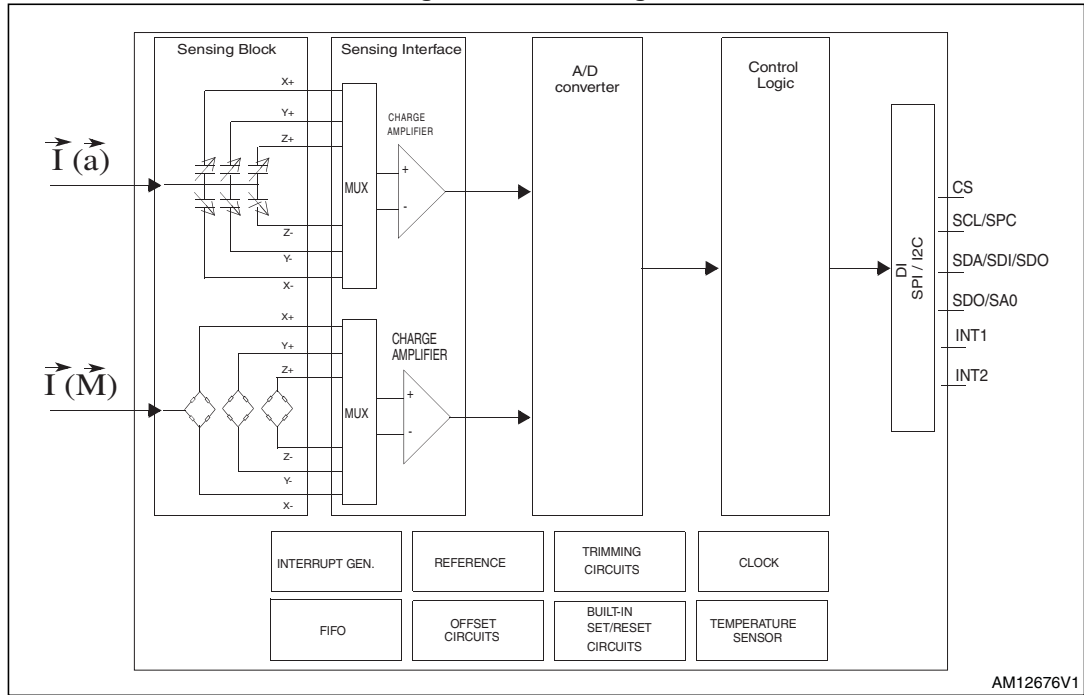 Sensing Block
Sensing Interface
A/D
converter
Control
Logic
X+
Y+
Z+
CHARGE
AMPLIFIER
I (a)
MUX
+
-
Z-
Y-
X-
X+
Y+
Z+
CHARGE
AMPLIFIER
I (M)
MUX
+
-
Z-
Y-
X-
DI
SPI / I2C
CS
SCL/SPC
SDA/SDI/SDO
SDO/SA0
INT1
INT2
INTERRUPT GEN.
REFERENCE
TRIMMING
CIRCUITS
CLOCK
FIFO
OFFSET
CIRCUITS
BUILT-IN
SET/RESET
CIRCUITS
TEMPERATURE
SENSOR
AM12676V1